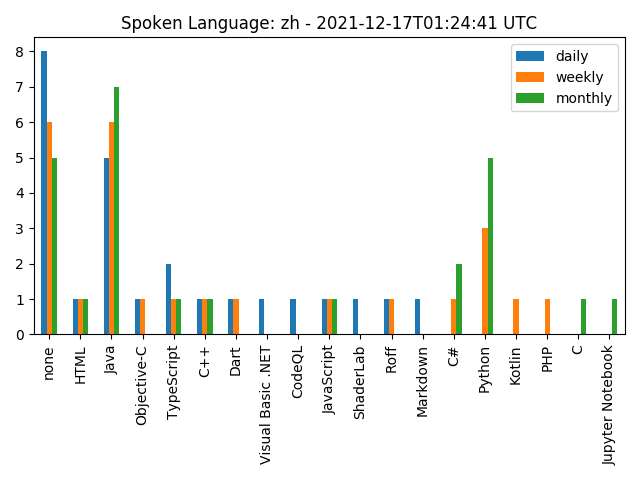 Spoken Language: zh - 2021-12-17T01:24:41 UTC
daily
weekly
monthly
8
7
6
5
4
3
2
1
0
none
HTML
Java
Objective-C
TypeScript
C++
Dart
Visual Basic .NET
CodeQL
JavaScript
ShaderLab
Roff
Markdown
C#
Python
Kotlin
PHP
C
Jupyter Notebook